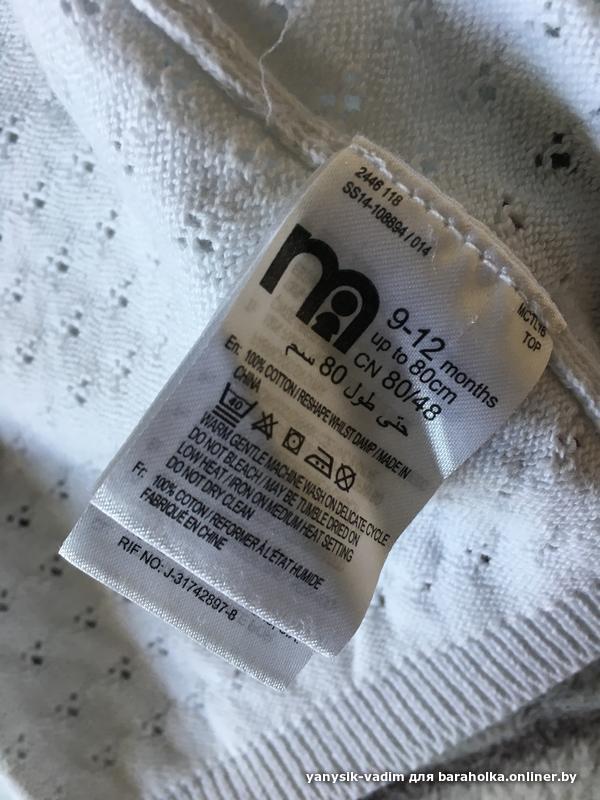 2446 118
SS14-108894 / 014
MCTL16
TOP
m
9-12 months
up to 80cm
CN 80/48
حتى طول 80 سم
En: 100% COTTON / RESHAPE WHILST DAMP / MADE IN
CHINA
40
WARM GENTLE MACHINE WASH ON DELICATE CYCLE
DO NOT BLEACH / MAY BE TUMBLE DRIED ON
LOW HEAT / IRON ON MEDIUM HEAT SETTING
DO NOT DRY CLEAN
Fr: 100% COTON / REFORMER À L'ÉTAT HUMIDE
FABRIQUE EN CHINE
RIF NO: J-31742897-8
yanysik-vadim для baraholka.onliner.by